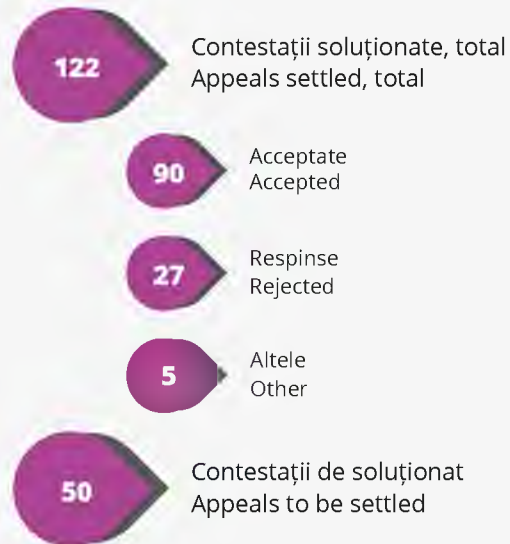 122
Contestații soluționate, total
Appeals settled, total
90
Acceptate
Accepted
27
Respinse
Rejected
5
Altele
Other
50
Contestații de soluționat
Appeals to be settled